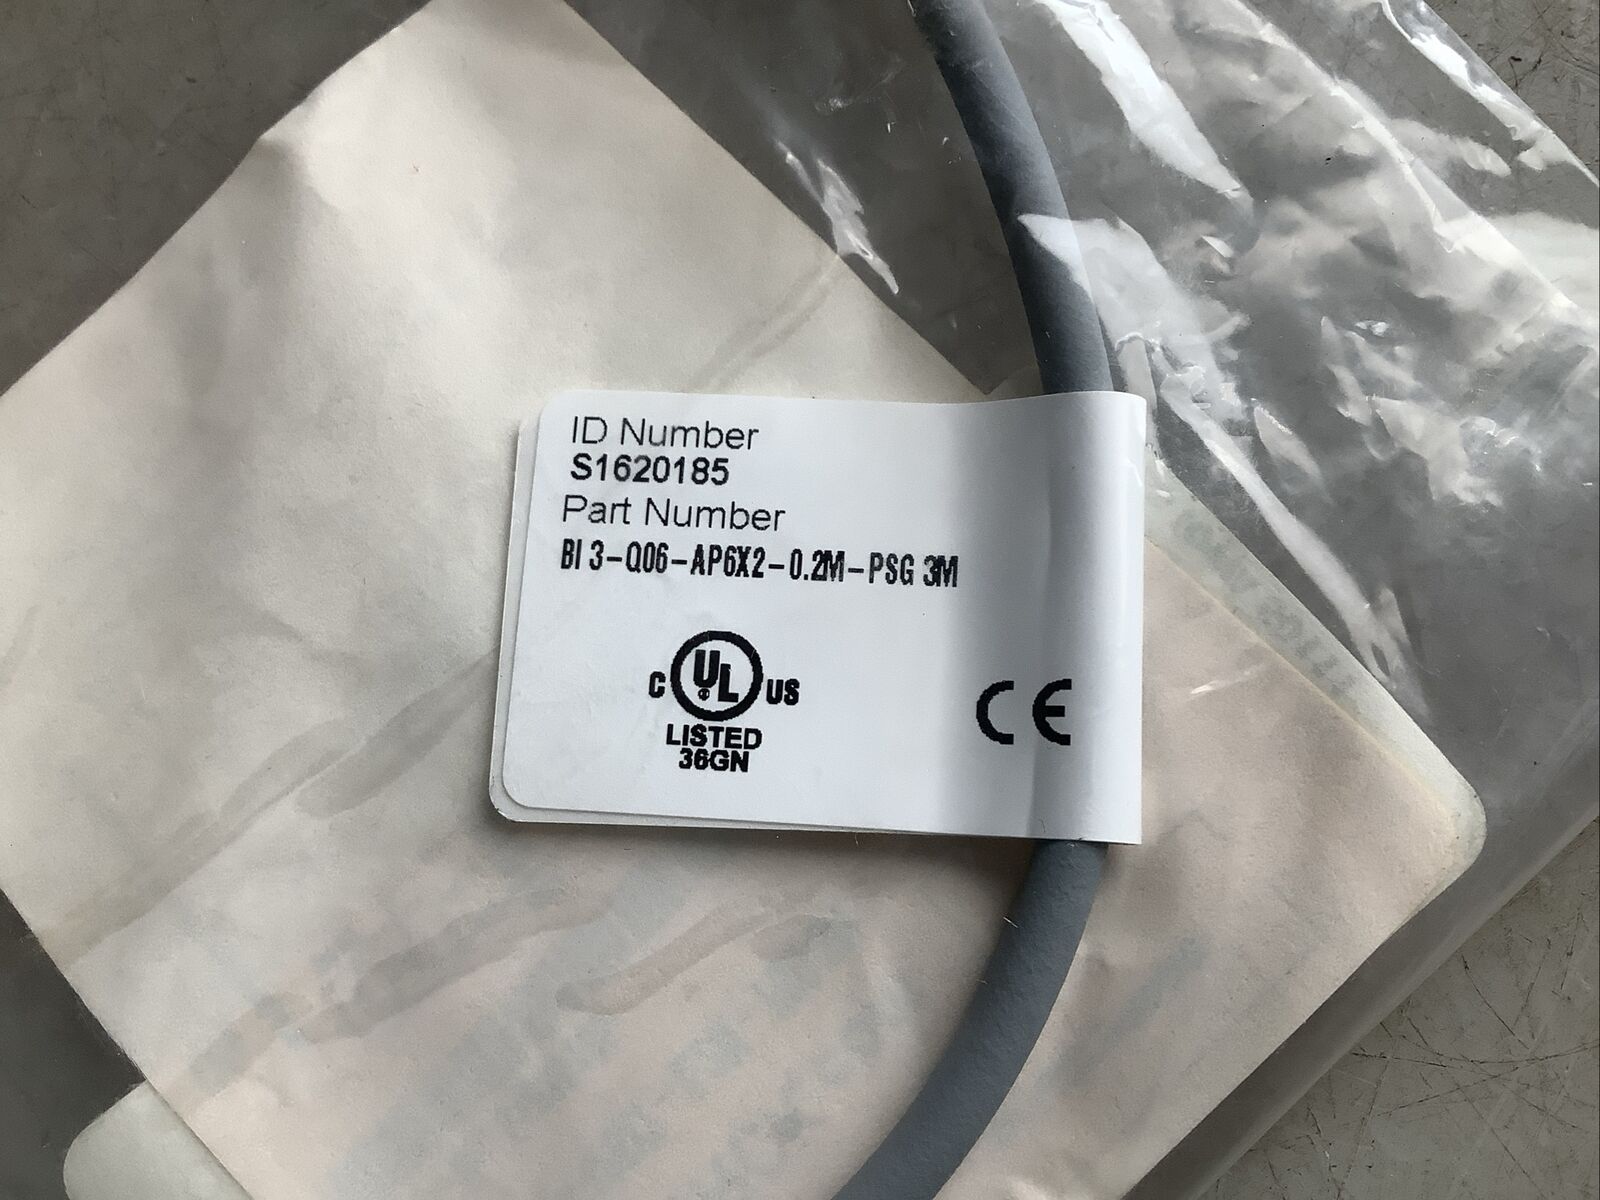 ID Number
S1620185
Part Number
BI 3-Q06-AP6X2-0.2M-PSG 3M
C UL US
LISTED
36GN
CE